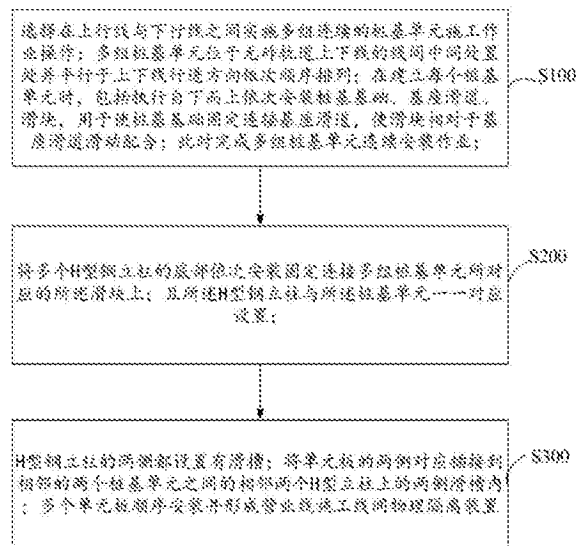 选择在上行线与下行线之间实施多组连续的桩基单元施工作
业操作；多组桩基单元位于无砟轨道上下线的线间中间位置
处并平行于上下线行进方向依次顺序排列；在建立每个桩基
单元时，包括执行自下而上依次安装桩基基础、基座滑道、
滑块，用于使桩基基础固定连接基座滑道，使滑块相对于基
座滑道滑动配合；此时完成多组桩基单元连续安装作业；
S100
将多个H型钢立柱的底部依次安装固定连接多组桩基单元所对
应的所述滑块上；且所述H型钢立柱与所述桩基单元一一对应
设置；
S200
H型钢立柱的两侧部设置有滑槽；将单元板的两侧对应插接到
相邻的两个桩基单元之间的相邻两个H型立柱上的两侧滑槽内
；多个单元板顺序安装并形成营业线施工线间物理隔离装置
S300